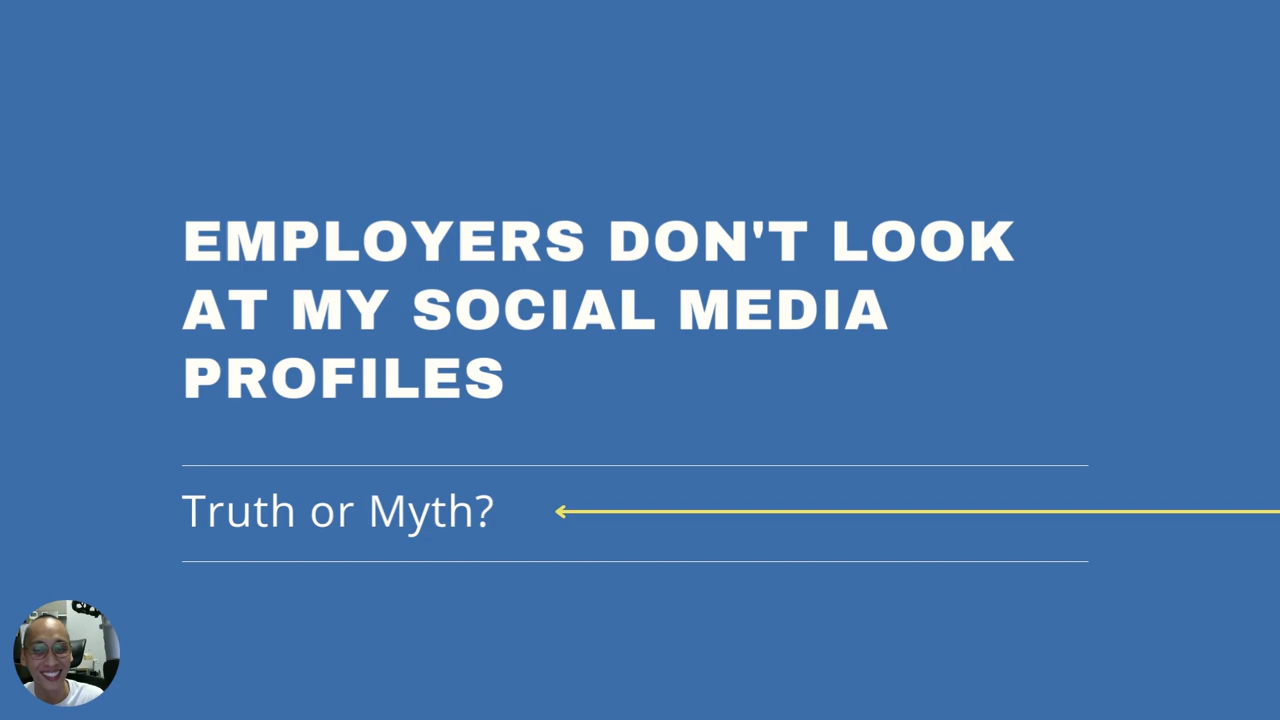 EMPLOYERS DON'T LOOK
AT MY SOCIAL MEDIA
PROFILES
Truth or Myth?